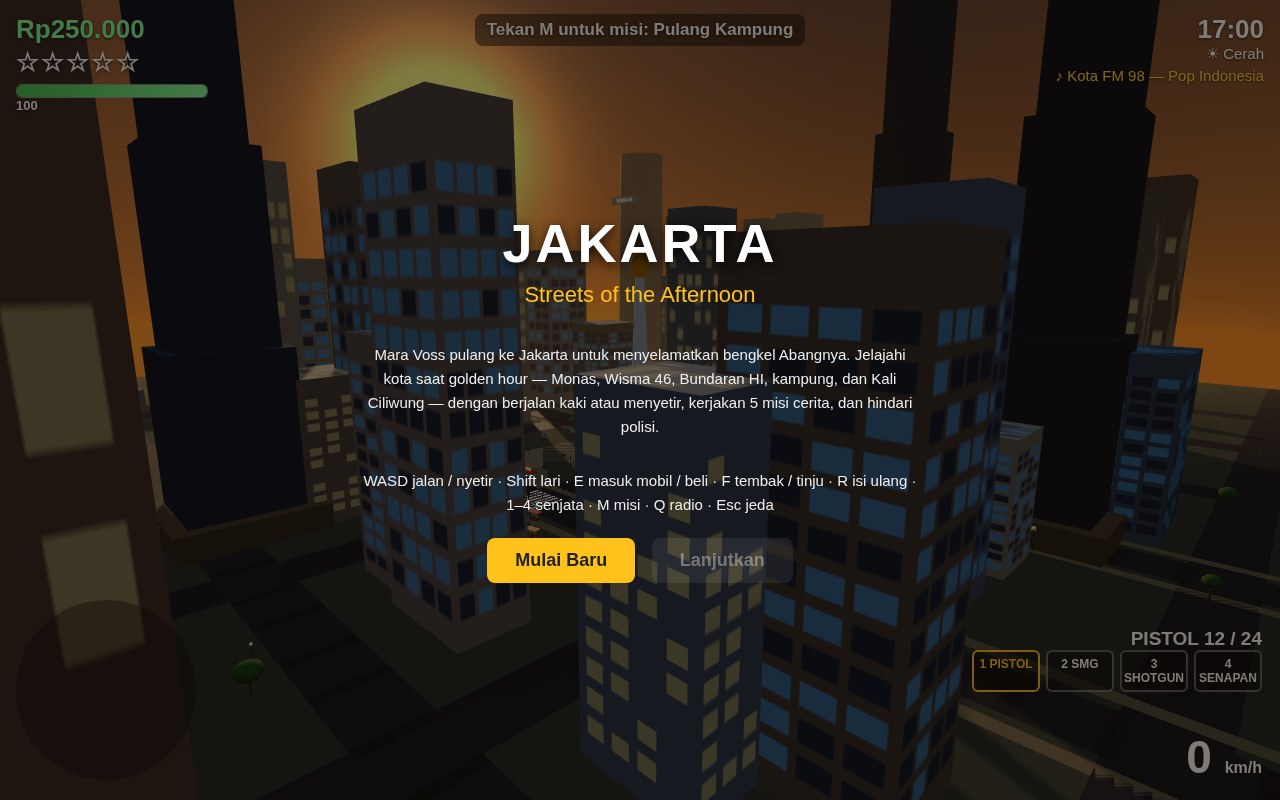 Rp250.000
☆☆☆☆☆
100
Tekan M untuk misi: Pulang Kampung
17:00
☀ Cerah
♪ Kota FM 98 — Pop Indonesia
JAKARTA
Streets of the Afternoon
Mara Voss pulang ke Jakarta untuk menyelamatkan bengkel Abangnya. Jelajahi
kota saat golden hour — Monas, Wisma 46, Bundaran HI, kampung, dan Kali
Ciliwung — dengan berjalan kaki atau menyetir, kerjakan 5 misi cerita, dan hindari
polisi.
WASD jalan / nyetir · Shift lari · E masuk mobil / beli · F tembak / tinju · R isi ulang ·
1–4 senjata · M misi · Q radio · Esc jeda
Mulai Baru
Lanjutkan
PISTOL 12 / 24
1 PISTOL
2 SMG
3
SHOTGUN
4
SENAPAN
0 km/h